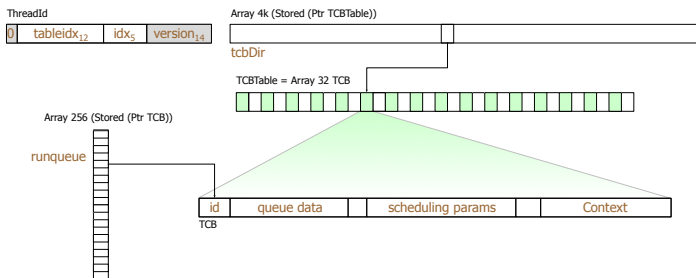 ThreadId
0 tableidx12 idx5 version14
Array 4k (Stored (Ptr TCBTable))
tcbDir
TCBTable = Array 32 TCB
Array 256 (Stored (Ptr TCB))
runqueue
id queue data scheduling params Context
TCB